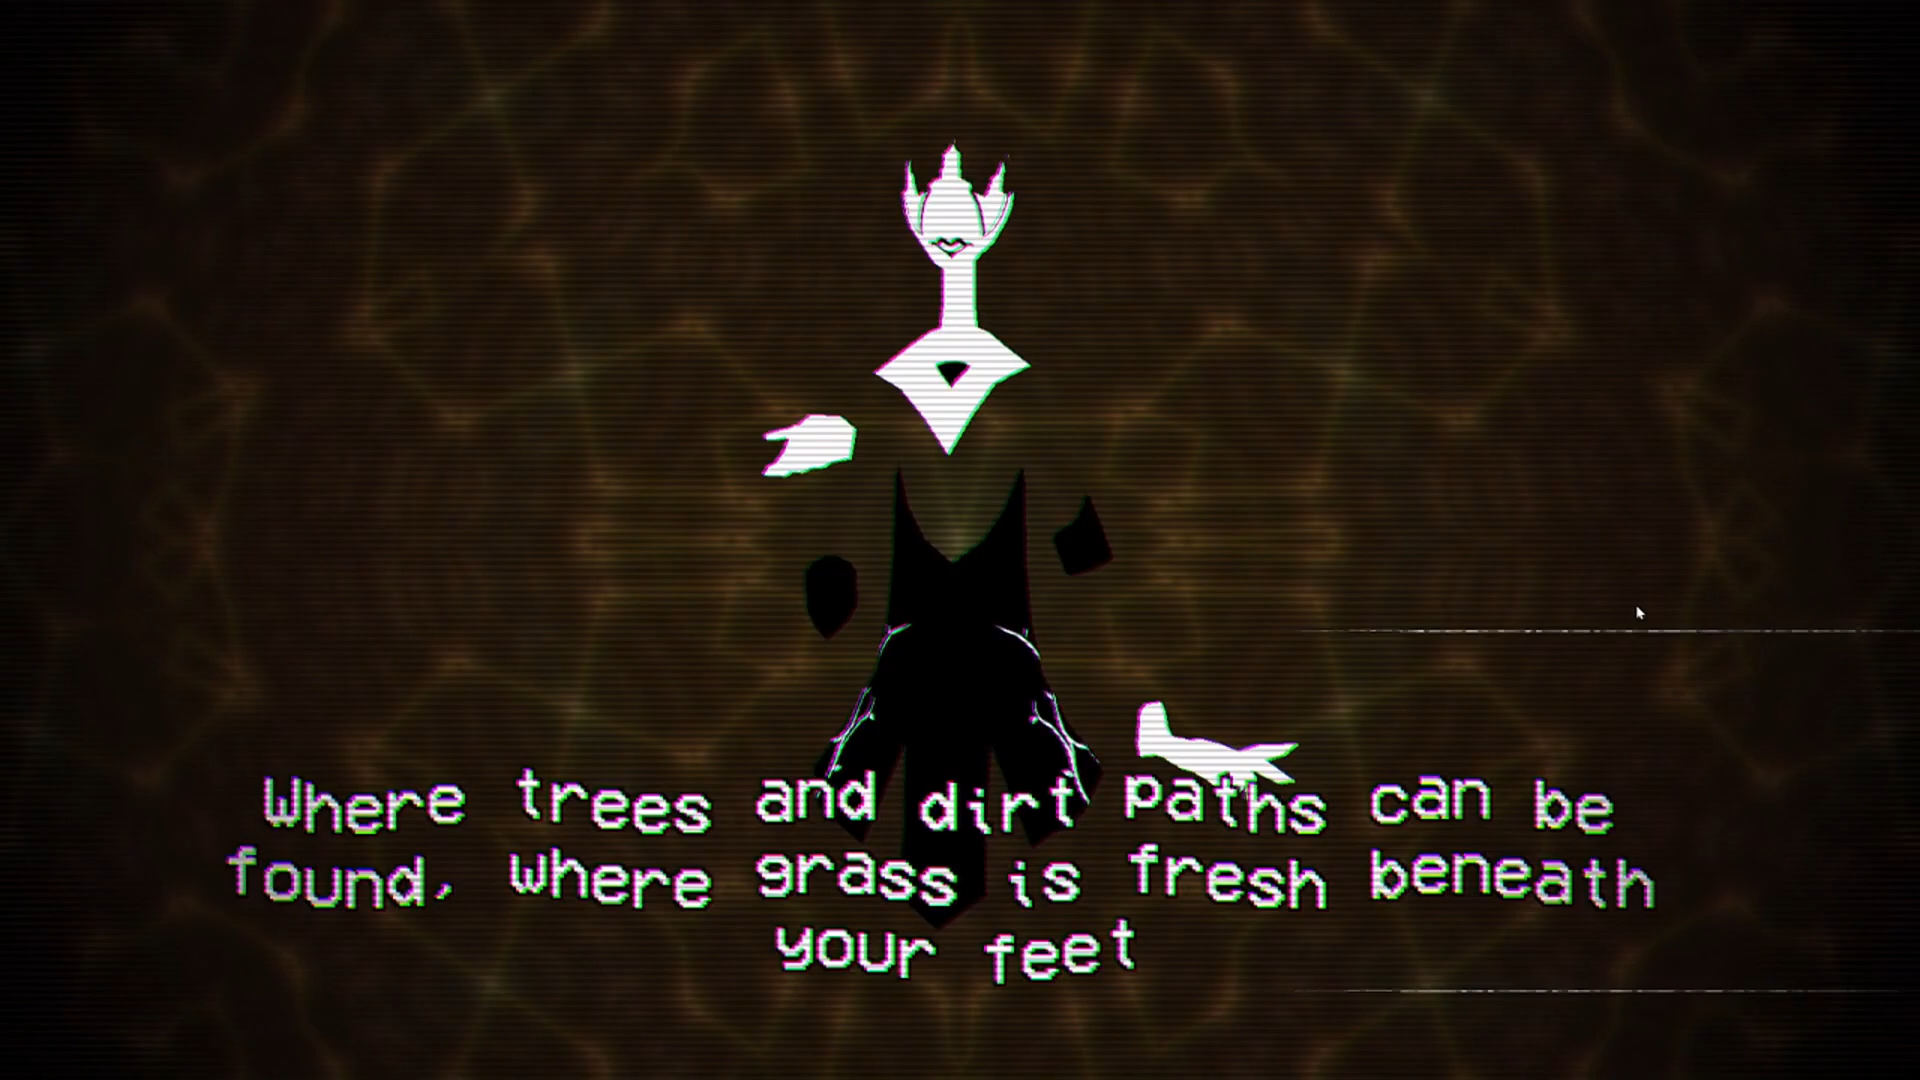 Where trees and dirt paths can be
found, where grass is fresh beneath
your feet